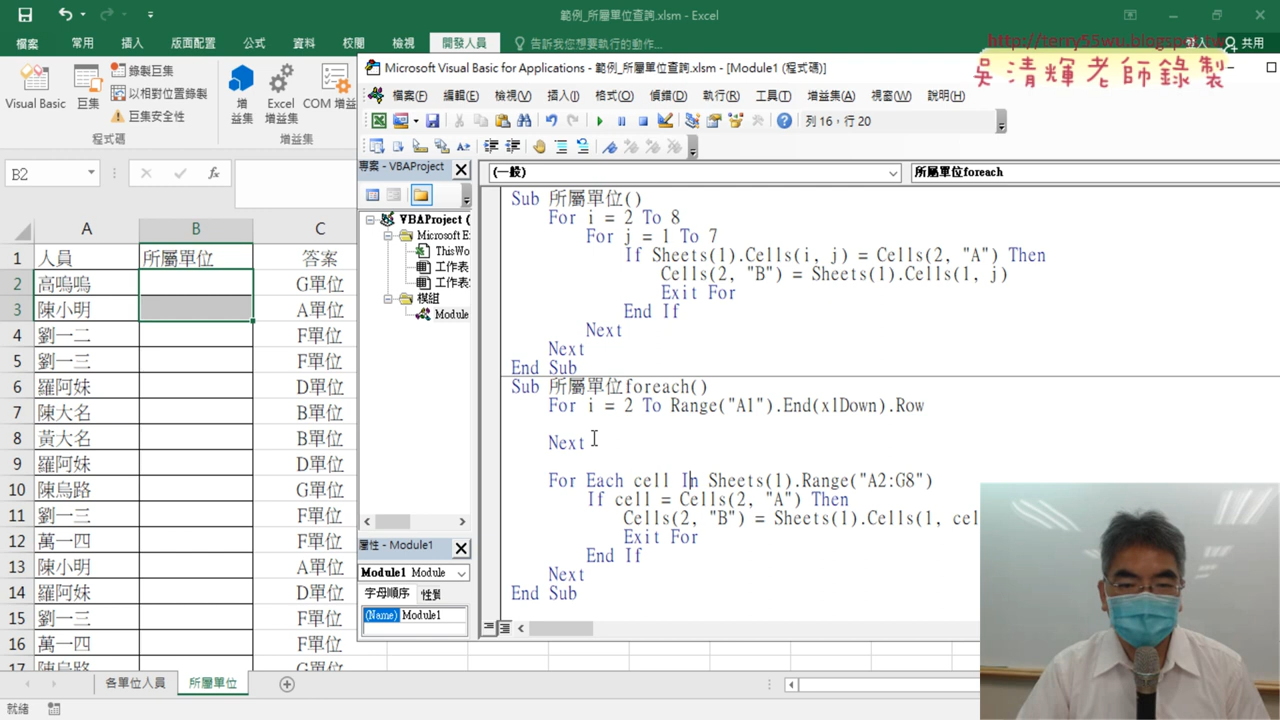 範例_所屬單位查詢.xlsm - Excel
檔案 常用 插入 版面配置 公式 資料 校閱 檢視 開發人員 告訴我您想要執行的動作... 登入 共用
http://terry55wu.blogspot.tw
吳清輝老師錄製
Visual Basic 巨集 錄製巨集 以相對位置錄製 巨集安全性
程式碼
增益集 Excel 增益集 COM 增益
增益集
Microsoft Visual Basic for Applications - 範例_所屬單位查詢.xlsm - [Module1 (程式碼)]
檔案(F) 編輯(E) 檢視(V) 插入(I) 格式(O) 偵錯(D) 執行(R) 工具(T) 增益集(A) 視窗(W) 說明(H)
列 16，行 20
B2
專案 - VBAProject
VBAProject (
Microsoft Ex
ThisWo
工作表
工作表
模組
Module
屬性 - Module1
Module1 Module
字母順序 性質
(Name) Module1
(一般) 所屬單位foreach
Sub 所屬單位()
For i = 2 To 8
For j = 1 To 7
If Sheets(1).Cells(i, j) = Cells(2, "A") Then
Cells(2, "B") = Sheets(1).Cells(1, j)
Exit For
End If
Next
Next
End Sub
Sub 所屬單位foreach()
For i = 2 To Range("A1").End(xlDown).Row
Next
For Each cell In Sheets(1).Range("A2:G8")
If cell = Cells(2, "A") Then
Cells(2, "B") = Sheets(1).Cells(1, cel
Exit For
End If
Next
End Sub
A B C
1 人員 所屬單位 答案
2 高嗚嗚 G單位
3 陳小明 A單位
4 劉一二 F單位
5 劉一三 F單位
6 羅阿妹 D單位
7 陳大名 B單位
8 黃大名 B單位
9 羅阿妹 D單位
10 陳烏路 G單位
11 劉一三 F單位
12 萬一四 F單位
13 陳小明 A單位
14 羅阿妹 D單位
15 劉一三 F單位
16 萬一四 F單位
17 陳烏路 G單位
各單位人員 所屬單位
就緒